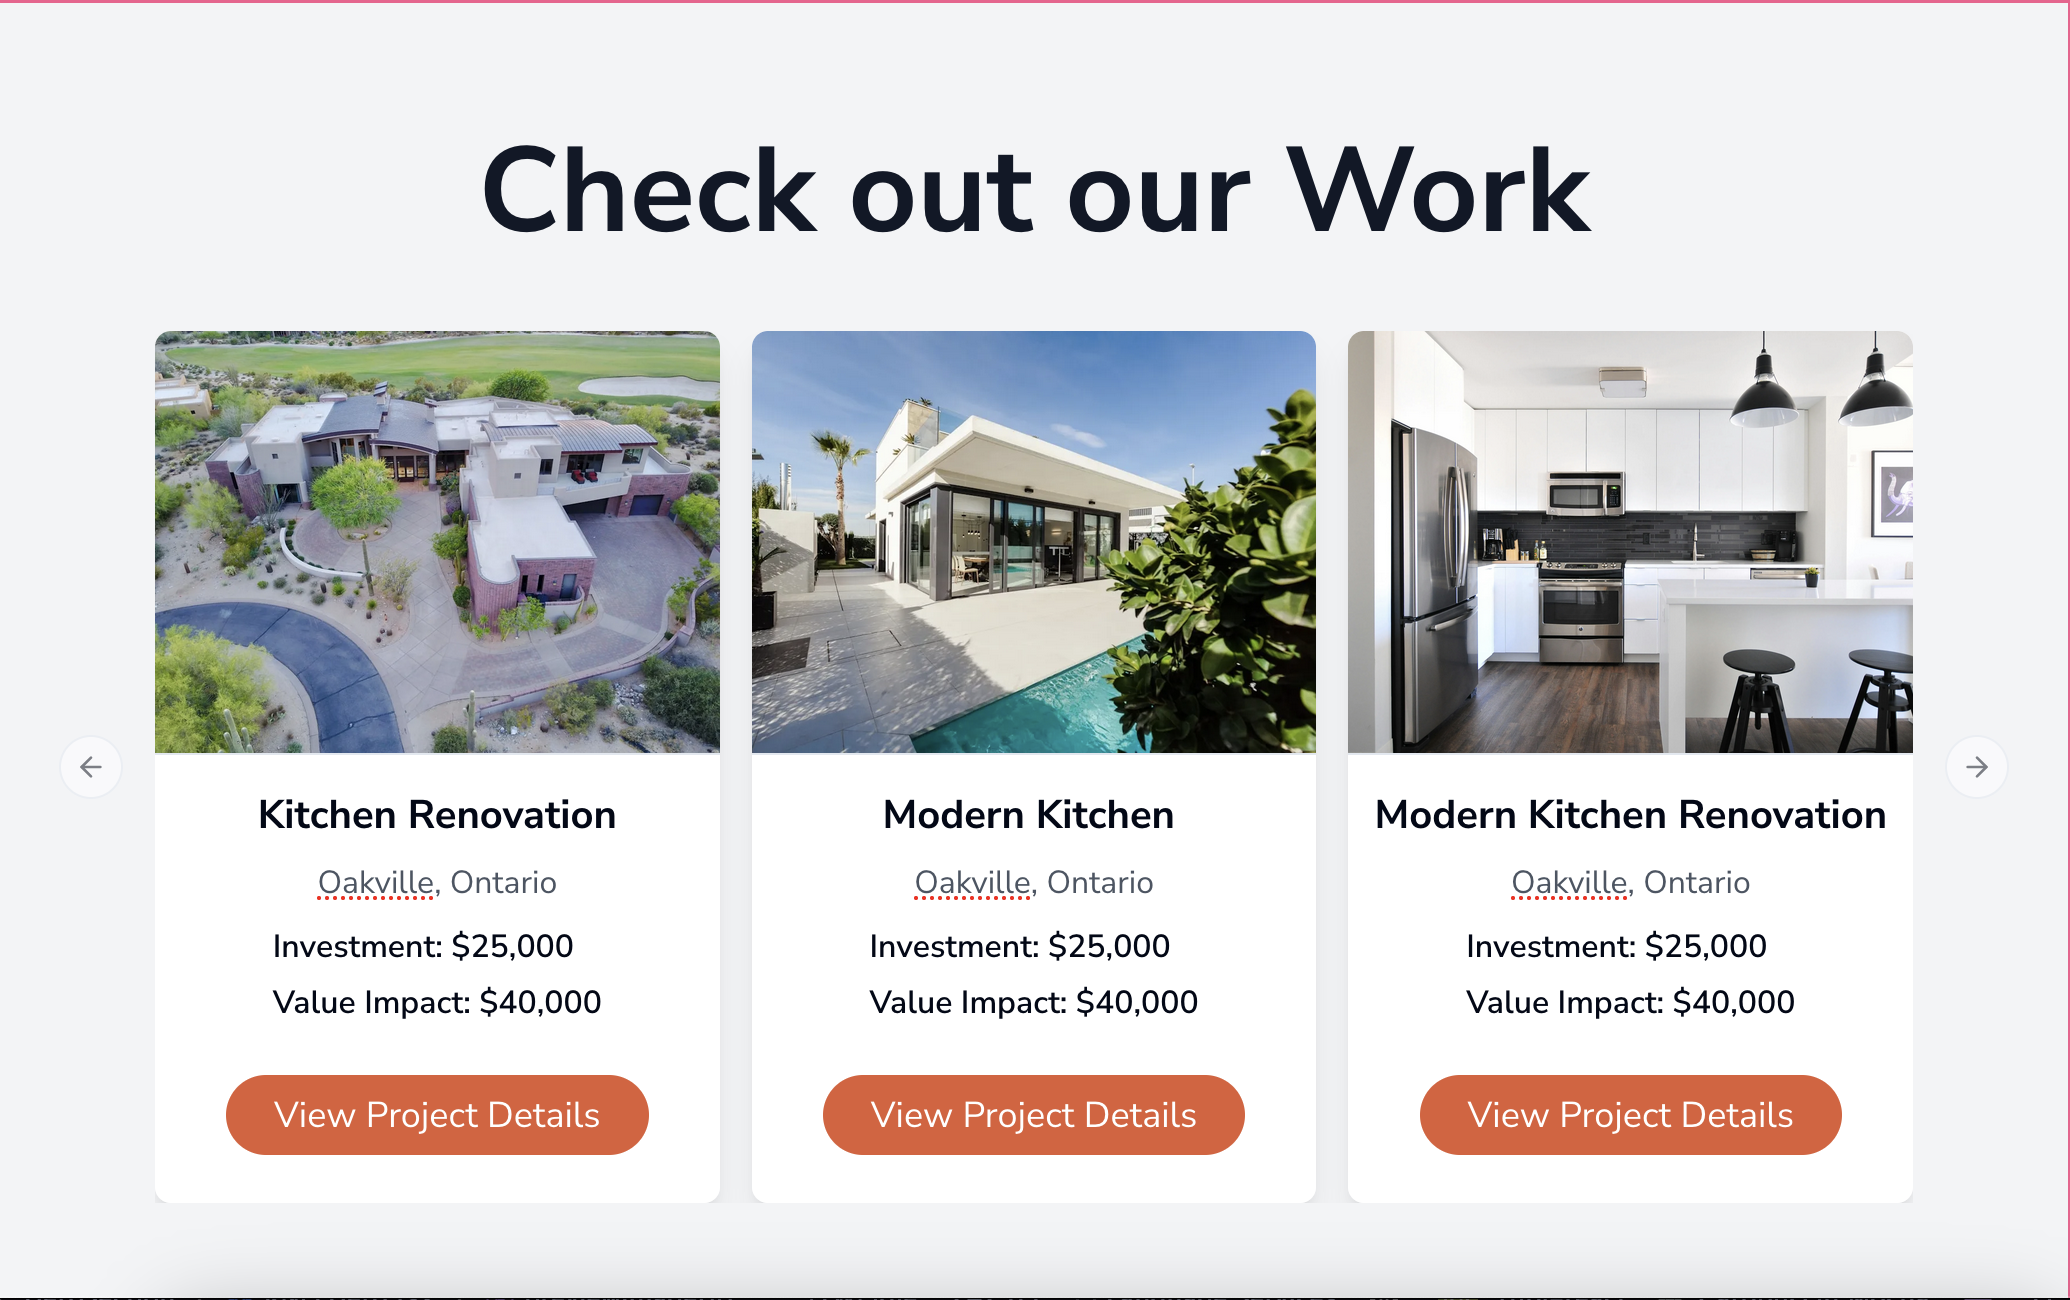 Check out our Work
Kitchen Renovation
Oakville, Ontario
Investment: $25,000
Value Impact: $40,000
View Project Details
Modern Kitchen
Oakville, Ontario
Investment: $25,000
Value Impact: $40,000
View Project Details
Modern Kitchen Renovation
Oakville, Ontario
Investment: $25,000
Value Impact: $40,000
View Project Details